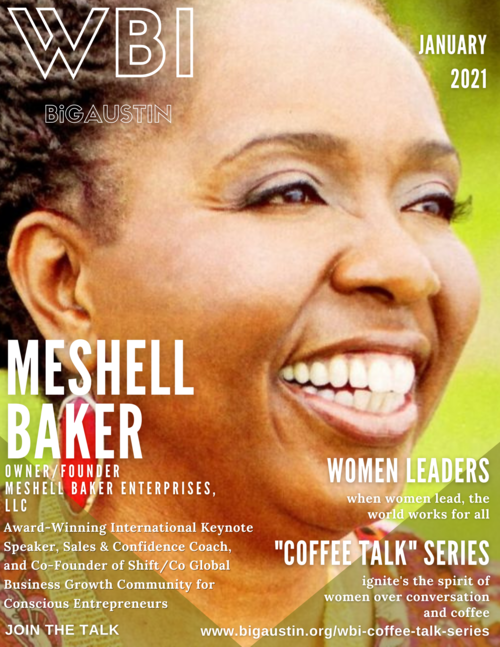 WBI
BiGAUSTIN
JANUARY
2021
MESHELL
BAKER
OWNER/FOUNDER
MESHELL BAKER ENTERPRISES,
LLC
Award-Winning International Keynote
Speaker, Sales & Confidence Coach,
and Co-Founder of Shift/Co Global
Business Growth Community for
Conscious Entrepreneurs
JOIN THE TALK
WOMEN LEADERS
when women lead, the
world works for all
"COFFEE TALK" SERIES
ignite's the spirit of
women over conversation
and coffee
www.bigaustin.org/wbi-coffee-talk-series